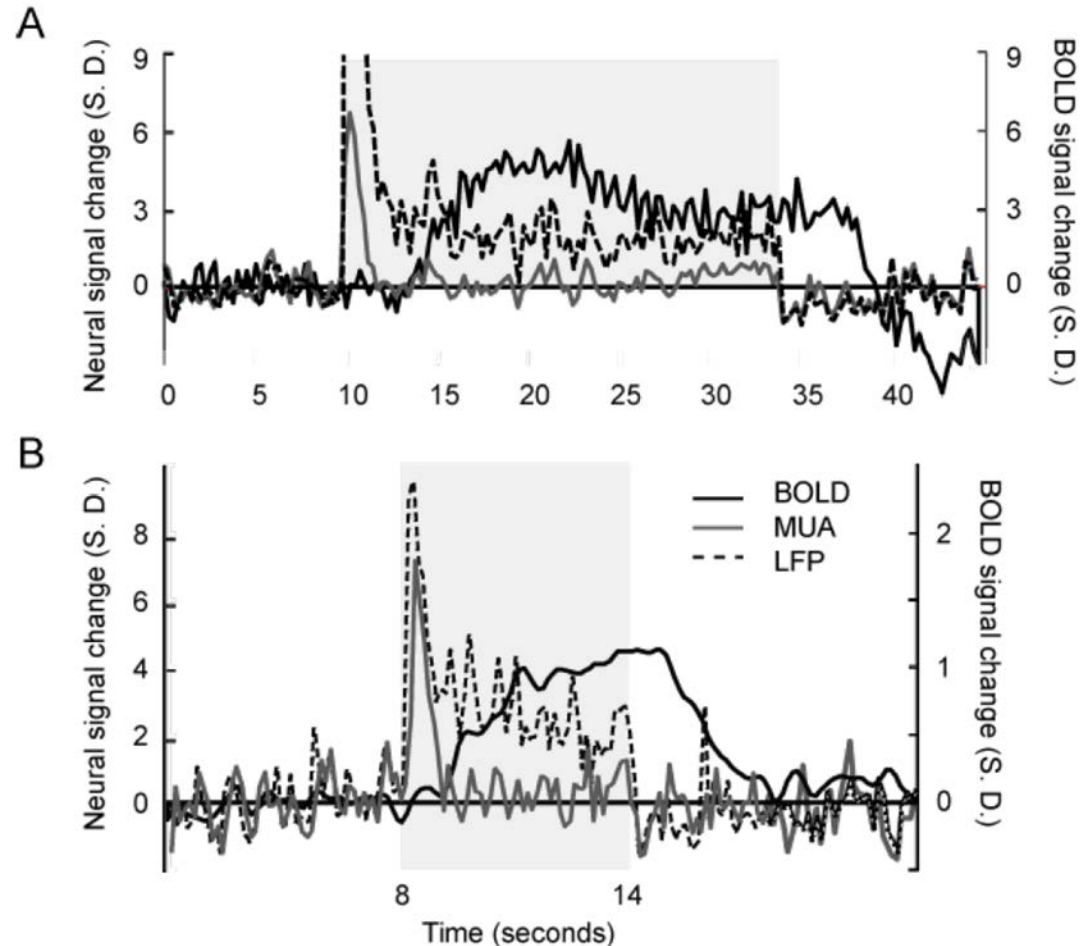 A
Neural signal change (S. D.)
9
6
3
0
BOLD signal change (S. D.)
9
6
3
0
0 5 10 15 20 25 30 35 40
B
Neural signal change (S. D.)
8
6
4
2
0
BOLD
MUA
LFP
BOLD signal change (S. D.)
2
1
0
8 14
Time (seconds)